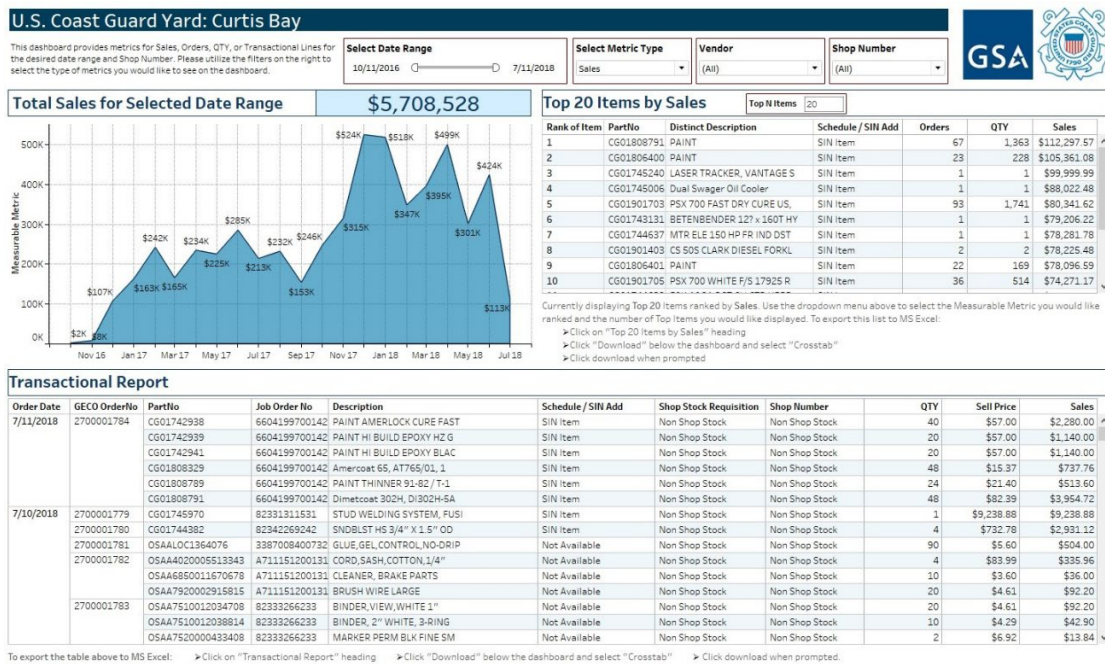 U.S. Coast Guard Yard: Curtis Bay
This dashboard provides metrics for Sales, Orders, QTY, or Transactional Lines for
the desired date range and Shop Number. Please utilize the filters on the right to
select the type of metrics you would like to see on the dashboard.
Select Date Range
10/11/2016 7/11/2018
Select Metric Type
Sales
Vendor
(All)
Shop Number
(All)
GSA
UNITED STATES COAST GUARD
1790
Total Sales for Selected Date Range $5,708,528
Measurable Metric
500K
400K
300K
200K
100K
0K
$2K $8K $107K $163K $242K $165K $234K $225K $285K $213K $232K $153K $246K $315K $524K $518K $347K $395K $499K $301K $424K $113K
Nov 16 Jan 17 Mar 17 May 17 Jul 17 Sep 17 Nov 17 Jan 18 Mar 18 May 18 Jul 18
Top 20 Items by Sales Top N Items 20
Rank of Item PartNo Distinct Description Schedule / SIN Add Orders QTY Sales
1 CG01808791 PAINT SIN Item 67 1,363 $112,297.57
2 CG01806400 PAINT SIN Item 23 228 $105,361.08
3 CG01745240 LASER TRACKER, VANTAGE S SIN Item 1 1 $99,999.99
4 CG01745006 Dual Swager Oil Cooler SIN Item 1 1 $88,022.48
5 CG01901703 PSX 700 FAST DRY CURE US, SIN Item 93 1,741 $80,341.62
6 CG01743131 BETENBENDER 12? x 160T HY SIN Item 1 1 $79,206.22
7 CG01744637 MTR ELE 150 HP FR IND DST SIN Item 1 1 $78,281.78
8 CG01901403 CS 50S CLARK DIESEL FORKL SIN Item 2 2 $78,225.48
9 CG01806401 PAINT SIN Item 22 169 $78,096.59
10 CG01901705 PSX 700 WHITE F/S 17925 R SIN Item 36 514 $74,271.17
Currently displaying Top 20 Items ranked by Sales. Use the dropdown menu above to select the Measurable Metric you would like
ranked and the number of Top Items you would like displayed. To export this list to MS Excel:
➢Click on "Top 20 Items by Sales" heading
➢Click "Download" below the dashboard and select "Crosstab"
➢Click download when prompted
Transactional Report
Order Date GECO OrderNo PartNo Job Order No Description Schedule / SIN Add Shop Stock Requisition Shop Number QTY Sell Price Sales
7/11/2018 2700001784 CG01742938 6604199700142 PAINT AMERLOCK CURE FAST SIN Item Non Shop Stock Non Shop Stock 40 $57.00 $2,280.00
CG01742939 6604199700142 PAINT HI BUILD EPOXY HZ G SIN Item Non Shop Stock Non Shop Stock 20 $57.00 $1,140.00
CG01742941 6604199700142 PAINT HI BUILD EPOXY BLAC SIN Item Non Shop Stock Non Shop Stock 20 $57.00 $1,140.00
CG01808329 6604199700142 Amercoat 65, AT765/01, 1 SIN Item Non Shop Stock Non Shop Stock 48 $15.37 $737.76
CG01808789 6604199700142 PAINT THINNER 91-82 / T-1 SIN Item Non Shop Stock Non Shop Stock 24 $21.40 $513.60
CG01808791 6604199700142 Dimetcoat 302H, DI302H-SA SIN Item Non Shop Stock Non Shop Stock 48 $82.39 $3,954.72
7/10/2018 2700001779 CG01745970 82331311531 STUD WELDING SYSTEM, FUSI SIN Item Non Shop Stock Non Shop Stock 1 $9,238.88 $9,238.88
2700001780 CG01744382 82342269242 SNDBLST HS 3/4" X 1.5" OD SIN Item Non Shop Stock Non Shop Stock 4 $732.78 $2,931.12
2700001781 OSAALOC1364076 3387008400732 GLUE,GEL,CONTROL,NO-DRIP Not Available Non Shop Stock Non Shop Stock 90 $5.60 $504.00
2700001782 OSAA4020005513343 A711151200131 CORD,SASH,COTTON,1/4" Not Available Non Shop Stock Non Shop Stock 4 $83.99 $335.96
OSAA6850011670678 A711151200131 CLEANER, BRAKE PARTS Not Available Non Shop Stock Non Shop Stock 10 $3.60 $36.00
OSAA7920002915815 A711151200131 BRUSH WIRE LARGE Not Available Non Shop Stock Non Shop Stock 20 $4.61 $92.20
2700001783 OSAA7510012034708 82333266233 BINDER,VIEW,WHITE 1" Not Available Non Shop Stock Non Shop Stock 20 $4.61 $92.20
OSAA7510012038814 82333266233 BINDER, 2" WHITE, 3-RING Not Available Non Shop Stock Non Shop Stock 10 $4.29 $42.90
OSAA7520000433408 82333266233 MARKER PERM BLK FINE SM Not Available Non Shop Stock Non Shop Stock 2 $6.92 $13.84
To export the table above to MS Excel: ➢Click on "Transactional Report" heading ➢Click "Download" below the dashboard and select "Crosstab" ➢ Click download when prompted.